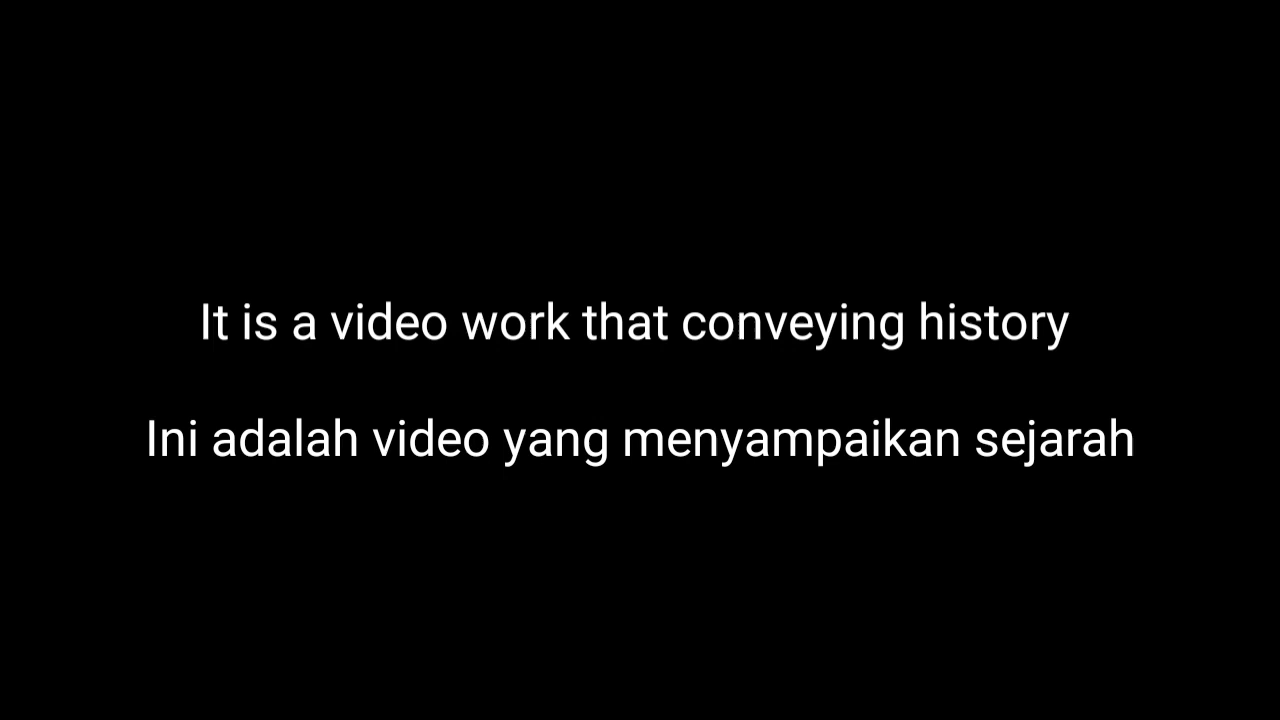 It is a video work that conveying history
Ini adalah video yang menyampaikan sejarah